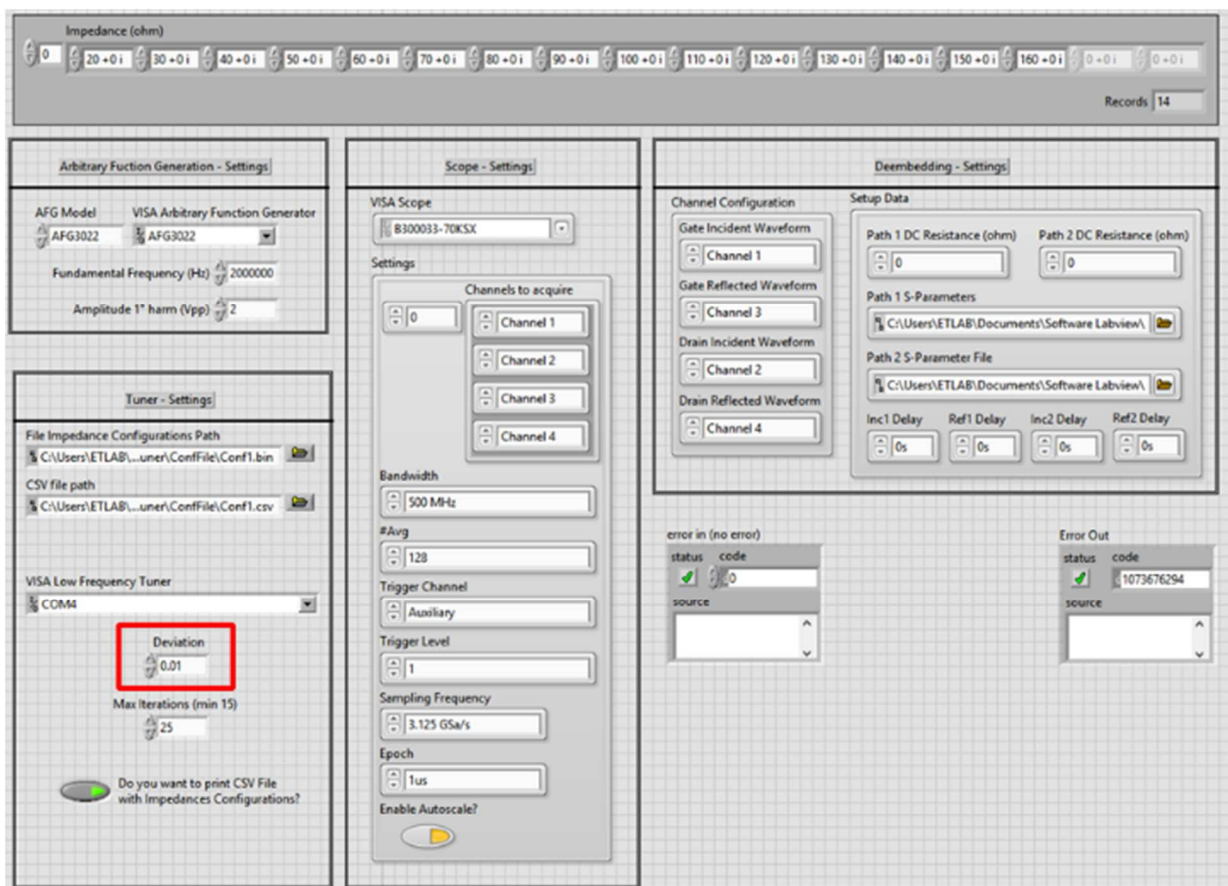 Impedance (ohm)
0 20 +0 i 30 +0 i 40 +0 i 50 +0 i 60 +0 i 70 +0 i 80 +0 i 90 +0 i 100 +0 i 110 +0 i 120 +0 i 130 +0 i 140 +0 i 150 +0 i 160 +0 i 0 +0 i 0 +0 i
Records 14
Arbitrary Fuction Generation - Settings
AFG Model VISA Arbitrary Function Generator
AFG3022 AFG3022
Fundamental Frequency (Hz) 2000000
Amplitude 1° harm (Vpp) 2
Tuner - Settings
File Impedance Configurations Path
C:\Users\ETLAB\...uner\ConfFile\Conf1.bin
CSV file path
C:\Users\ETLAB\...uner\ConfFile\Conf1.csv
VISA Low Frequency Tuner
COM4
Deviation
0.01
Max Iterations (min 15)
25
Do you want to print CSV File
with Impedances Configurations?
Scope - Settings
VISA Scope
B300033-70KSX
Settings
Channels to acquire
0 Channel 1
Channel 2
Channel 3
Channel 4
Bandwidth
500 MHz
#Avg
128
Trigger Channel
Auxiliary
Trigger Level
1
Sampling Frequency
3.125 GSa/s
Epoch
1us
Enable Autoscale?
Deembedding - Settings
Channel Configuration
Gate Incident Waveform
Channel 1
Gate Reflected Waveform
Channel 3
Drain Incident Waveform
Channel 2
Drain Reflected Waveform
Channel 4
Setup Data
Path 1 DC Resistance (ohm) Path 2 DC Resistance (ohm)
0 0
Path 1 S-Parameters
C:\Users\ETLAB\Documents\Software Labview\
Path 2 S-Parameter File
C:\Users\ETLAB\Documents\Software Labview\
Inc1 Delay Ref1 Delay Inc2 Delay Ref2 Delay
0s 0s 0s 0s
error in (no error)
status code
0
source
Error Out
status code
1073676294
source